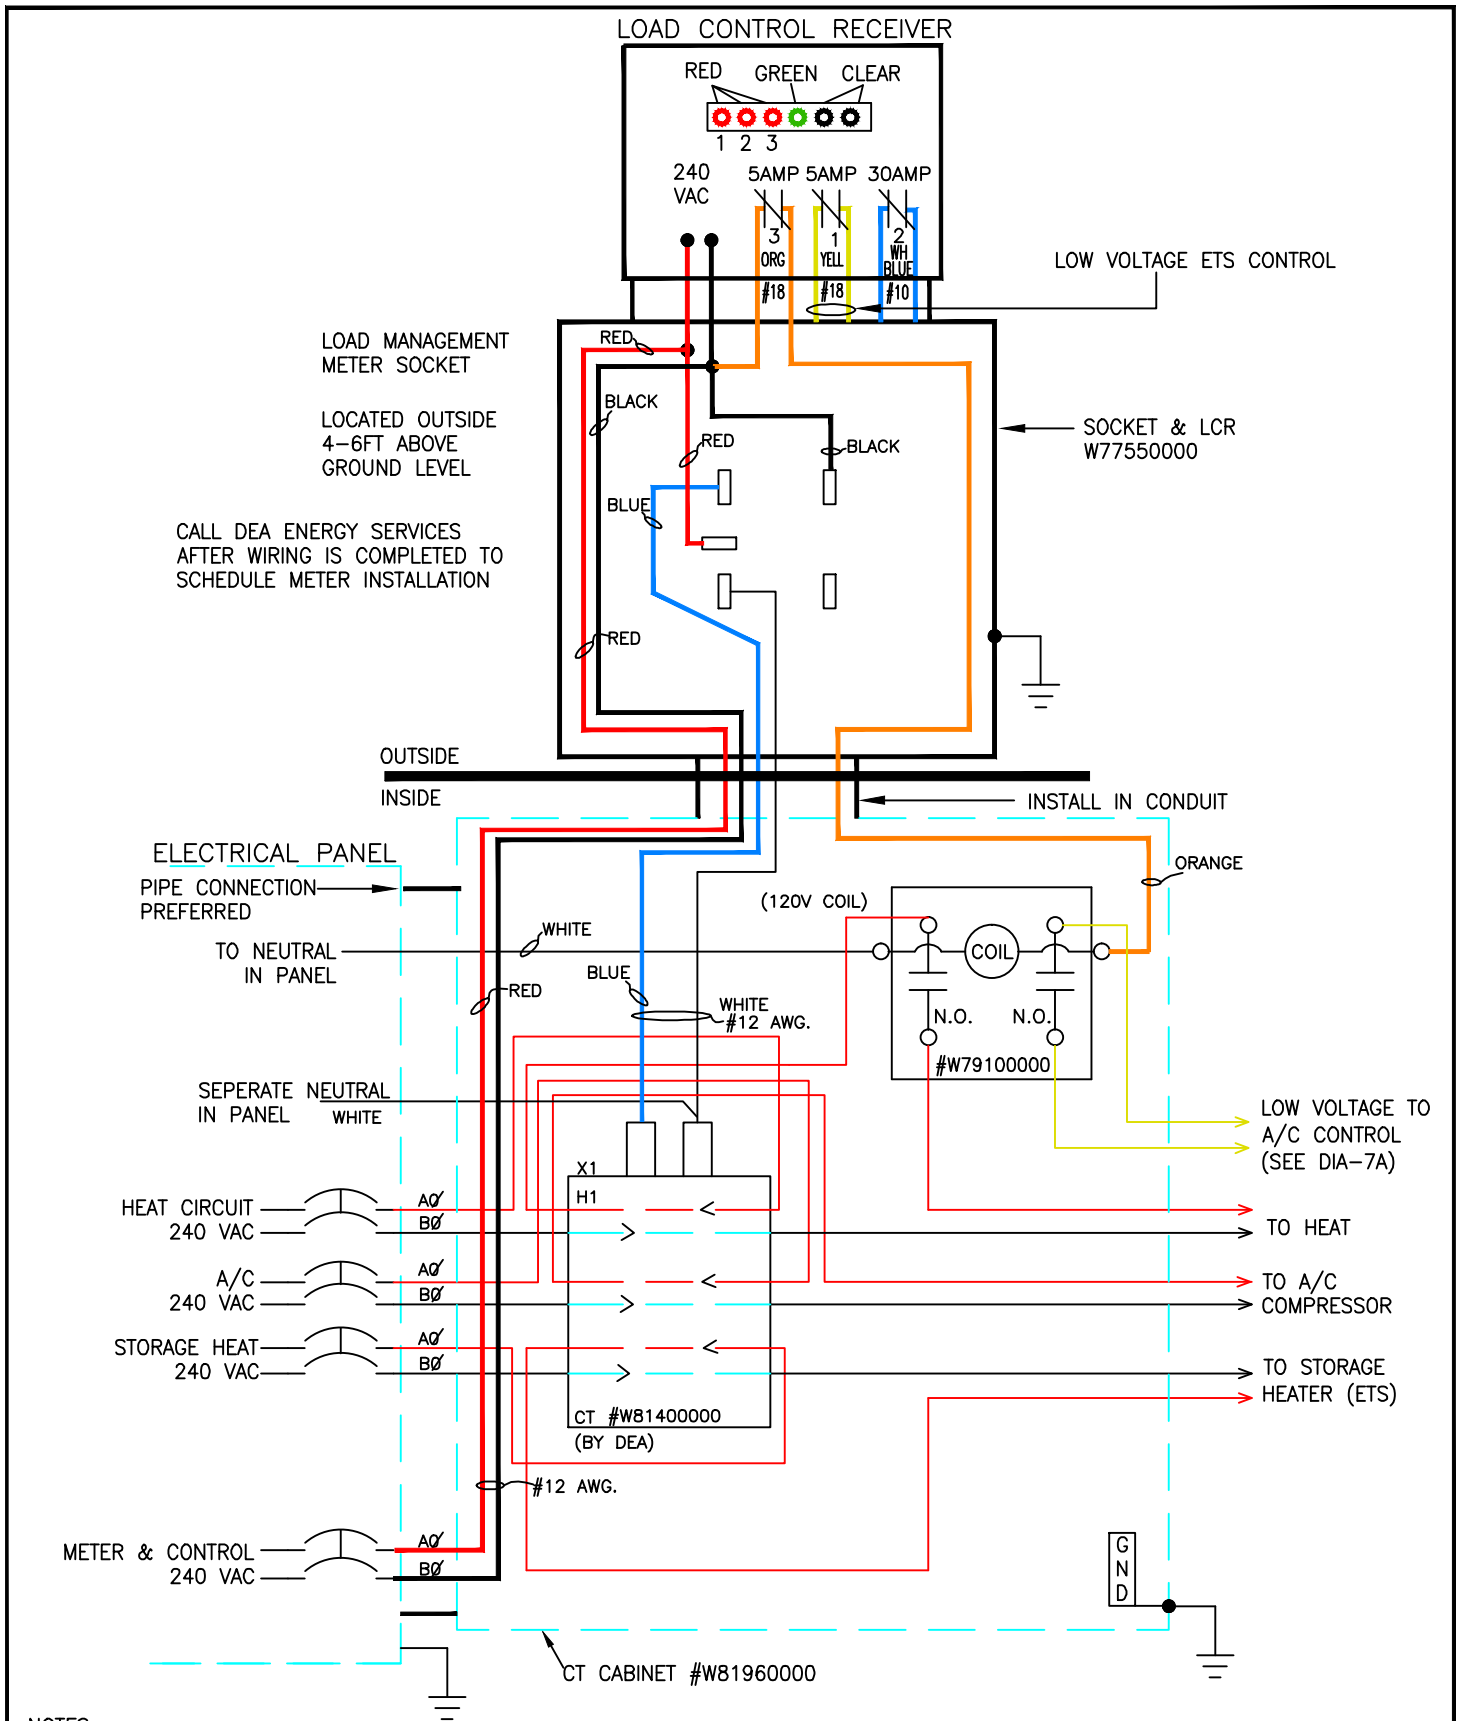 LOAD CONTROL RECEIVER
RED GREEN CLEAR
1 2 3
240
VAC
5AMP 5AMP 30AMP
3
ORG
1
YELL
2
WH
BLUE
#18
#18
#10
LOW VOLTAGE ETS CONTROL
LOAD MANAGEMENT
METER SOCKET
RED
LOCATED OUTSIDE
4-6FT ABOVE
GROUND LEVEL
BLACK
RED
BLACK
SOCKET & LCR
W77550000
BLUE
CALL DEA ENERGY SERVICES
AFTER WIRING IS COMPLETED TO
SCHEDULE METER INSTALLATION
RED
OUTSIDE
INSIDE
INSTALL IN CONDUIT
ELECTRICAL PANEL
PIPE CONNECTION
PREFERRED
ORANGE
(120V COIL)
WHITE
TO NEUTRAL
IN PANEL
COIL
BLUE
RED
WHITE
#12 AWG.
N.O. N.O.
#W79100000
SEPERATE NEUTRAL
IN PANEL
WHITE
LOW VOLTAGE TO
A/C CONTROL
(SEE DIA-7A)
X1
H1
HEAT CIRCUIT
240 VAC
AØ
BØ
TO HEAT
A/C
240 VAC
AØ
BØ
TO A/C
COMPRESSOR
STORAGE HEAT
240 VAC
AØ
BØ
TO STORAGE
HEATER (ETS)
CT #W81400000
(BY DEA)
#12 AWG.
METER & CONTROL
240 VAC
AØ
BØ
G
N
D
CT CABINET #W81960000
NOTES